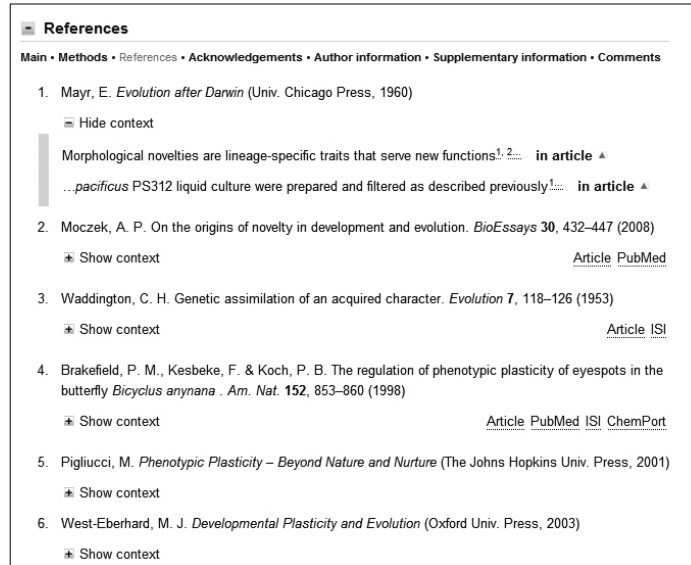 References
Main • Methods • References • Acknowledgements • Author information • Supplementary information • Comments
1. Mayr, E. Evolution after Darwin (Univ. Chicago Press, 1960)
Hide context
Morphological novelties are lineage-specific traits that serve new functions1, 2... in article
...pacificus PS312 liquid culture were prepared and filtered as described previously1... in article
2. Moczek, A. P. On the origins of novelty in development and evolution. BioEssays 30, 432–447 (2008)
Show context Article PubMed
3. Waddington, C. H. Genetic assimilation of an acquired character. Evolution 7, 118–126 (1953)
Show context Article ISI
4. Brakefield, P. M., Kesbeke, F. & Koch, P. B. The regulation of phenotypic plasticity of eyespots in the
butterfly Bicyclus anynana . Am. Nat. 152, 853–860 (1998)
Show context Article PubMed ISI ChemPort
5. Pigliucci, M. Phenotypic Plasticity – Beyond Nature and Nurture (The Johns Hopkins Univ. Press, 2001)
Show context
6. West-Eberhard, M. J. Developmental Plasticity and Evolution (Oxford Univ. Press, 2003)
Show context